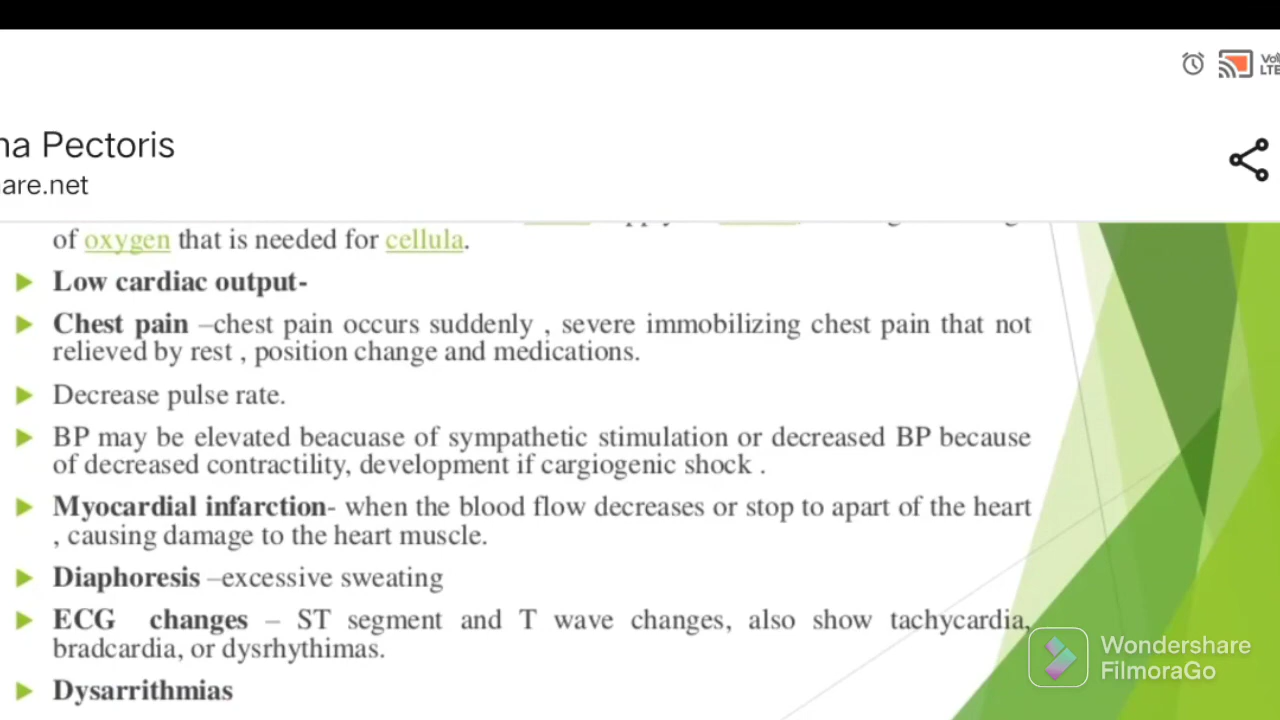 na Pectoris
are.net
of oxygen that is needed for cellula.
Low cardiac output-
Chest pain –chest pain occurs suddenly , severe immobilizing chest pain that not
relieved by rest , position change and medications.
Decrease pulse rate.
BP may be elevated beacuase of sympathetic stimulation or decreased BP because
of decreased contractility, development if cargiogenic shock .
Myocardial infarction- when the blood flow decreases or stop to apart of the heart
, causing damage to the heart muscle.
Diaphoresis –excessive sweating
ECG changes – ST segment and T wave changes, also show tachycardia,
bradcardia, or dysrhythimas.
Dysarrithmias
Wondershare
FilmoraGo